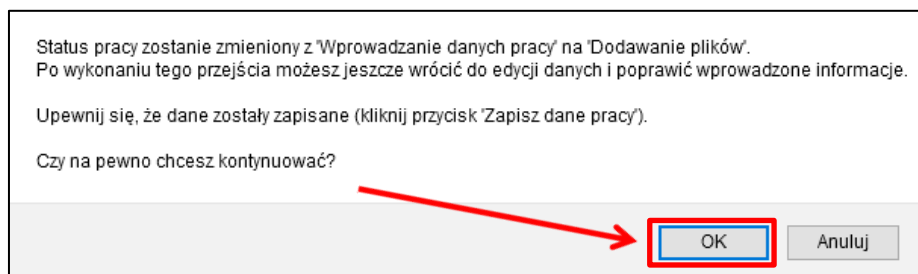 Status pracy zostanie zmieniony z 'Wprowadzanie danych pracy' na 'Dodawanie plików'.
Po wykonaniu tego przejścia możesz jeszcze wrócić do edycji danych i poprawić wprowadzone informacje.
Upewnij się, że dane zostały zapisane (kliknij przycisk 'Zapisz dane pracy').
Czy na pewno chcesz kontynuować?
OK
Anuluj